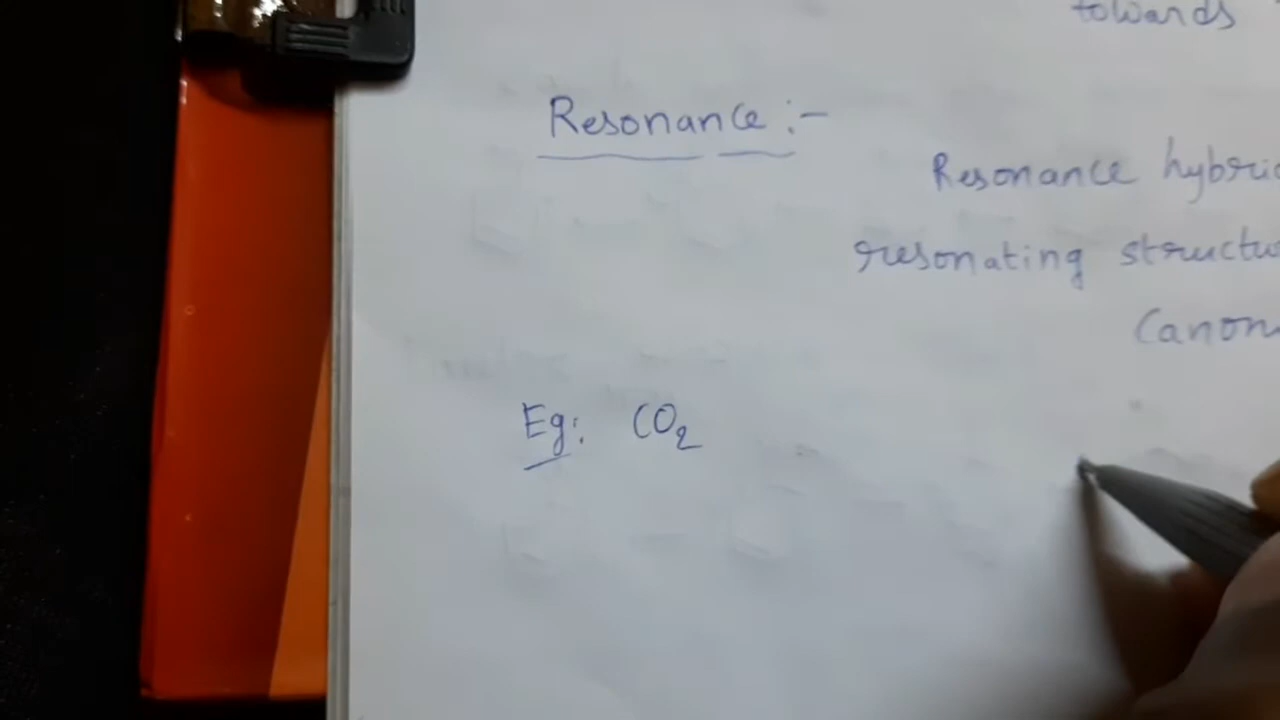 towards
Resonance :-
Resonance hybri
resonating structu
Canon
Eg: CO2